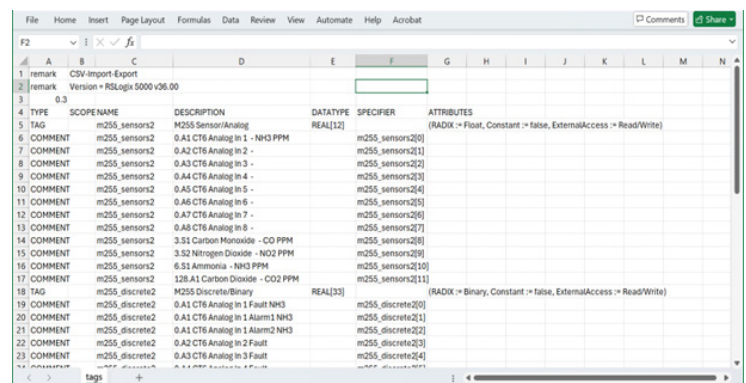 File Home Insert Page Layout Formulas Data Review View Automate Help Acrobat Comments Share
F2 fx
A B C D E F G H I J K L M N
1 remark CSV-Import-Export
2 remark Version = RSLogix 5000 v36.00
3 0.3
4 TYPE SCOPE NAME DESCRIPTION DATATYPE SPECIFIER ATTRIBUTES
5 TAG m255_sensors2 M255 Sensor/Analog REAL[12] (RADIX := Float, Constant := false, ExternalAccess := Read/Write)
6 COMMENT m255_sensors2 0.A1 CT6 Analog In 1 - NH3 PPM m255_sensors2[0]
7 COMMENT m255_sensors2 0.A2 CT6 Analog In 2 - m255_sensors2[1]
8 COMMENT m255_sensors2 0.A3 CT6 Analog In 3 - m255_sensors2[2]
9 COMMENT m255_sensors2 0.A4 CT6 Analog In 4 - m255_sensors2[3]
10 COMMENT m255_sensors2 0.A5 CT6 Analog In 5 - m255_sensors2[4]
11 COMMENT m255_sensors2 0.A6 CT6 Analog In 6 - m255_sensors2[5]
12 COMMENT m255_sensors2 0.A7 CT6 Analog In 7 - m255_sensors2[6]
13 COMMENT m255_sensors2 0.A8 CT6 Analog In 8 - m255_sensors2[7]
14 COMMENT m255_sensors2 3.S1 Carbon Monoxide - CO PPM m255_sensors2[8]
15 COMMENT m255_sensors2 3.S2 Nitrogen Dioxide - NO2 PPM m255_sensors2[9]
16 COMMENT m255_sensors2 6.S1 Ammonia - NH3 PPM m255_sensors2[10]
17 COMMENT m255_sensors2 128.A1 Carbon Dioxide - CO2 PPM m255_sensors2[11]
18 TAG m255_discrete2 M255 Discrete/Binary REAL[33] (RADIX := Binary, Constant := false, ExternalAccess := Read/Write)
19 COMMENT m255_discrete2 0.A1 CT6 Analog In 1 Fault NH3 m255_discrete2[0]
20 COMMENT m255_discrete2 0.A1 CT6 Analog In 1 Alarm1 NH3 m255_discrete2[1]
21 COMMENT m255_discrete2 0.A1 CT6 Analog In 1 Alarm2 NH3 m255_discrete2[2]
22 COMMENT m255_discrete2 0.A2 CT6 Analog In 2 Fault m255_discrete2[3]
23 COMMENT m255_discrete2 0.A3 CT6 Analog In 3 Fault m255_discrete2[4]
tags